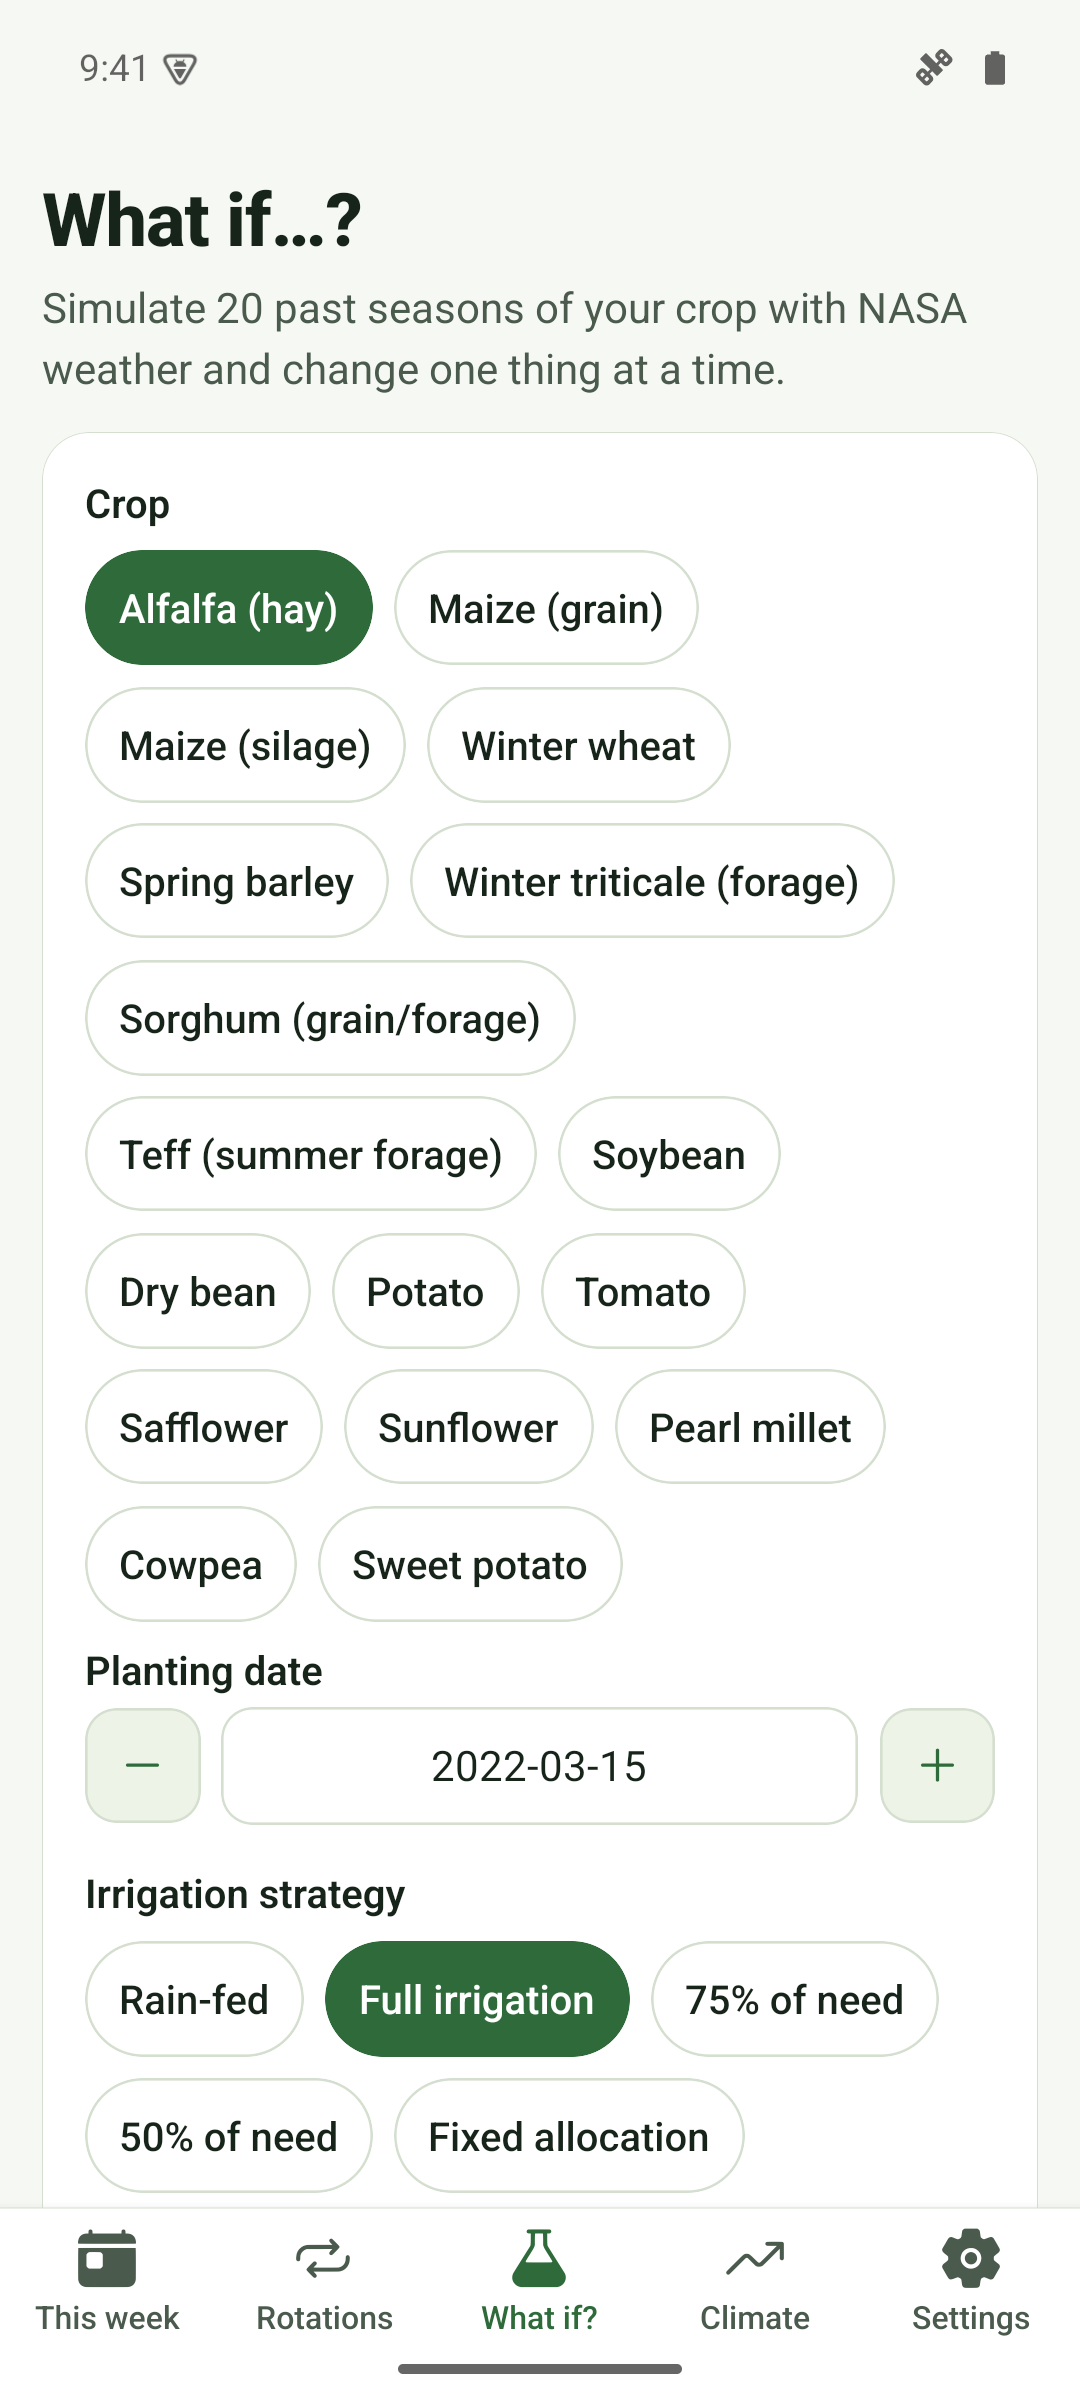 9:41
What if...?
Simulate 20 past seasons of your crop with NASA
weather and change one thing at a time.
Crop
Alfalfa (hay)
Maize (grain)
Maize (silage)
Winter wheat
Spring barley
Winter triticale (forage)
Sorghum (grain/forage)
Teff (summer forage)
Soybean
Dry bean
Potato
Tomato
Safflower
Sunflower
Pearl millet
Cowpea
Sweet potato
Planting date
−
2022-03-15
+
Irrigation strategy
Rain-fed
Full irrigation
75% of need
50% of need
Fixed allocation
This week
Rotations
What if?
Climate
Settings